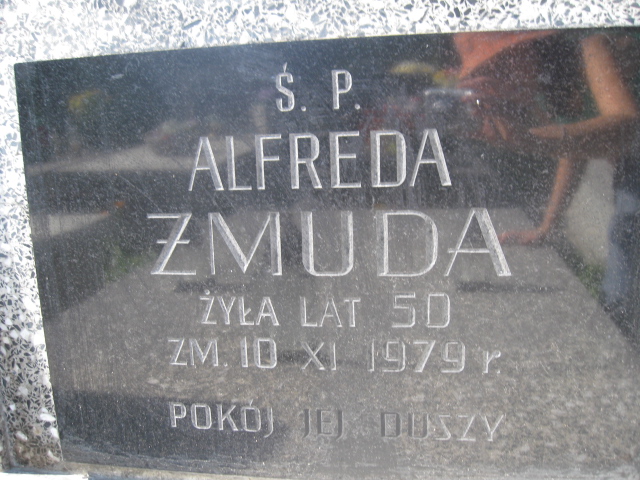 Ś. P.
ALFREDA
ŻMUDA
ŻYŁA LAT 50
ZM. 10 XI 1979 r.
POKÓJ JEJ DUSZY